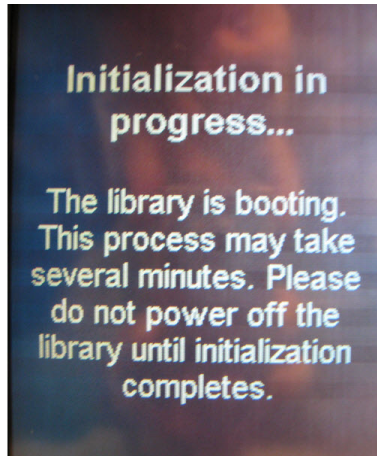 Initialization in
progress...
The library is booting.
This process may take
several minutes. Please
do not power off the
library until initialization
completes.